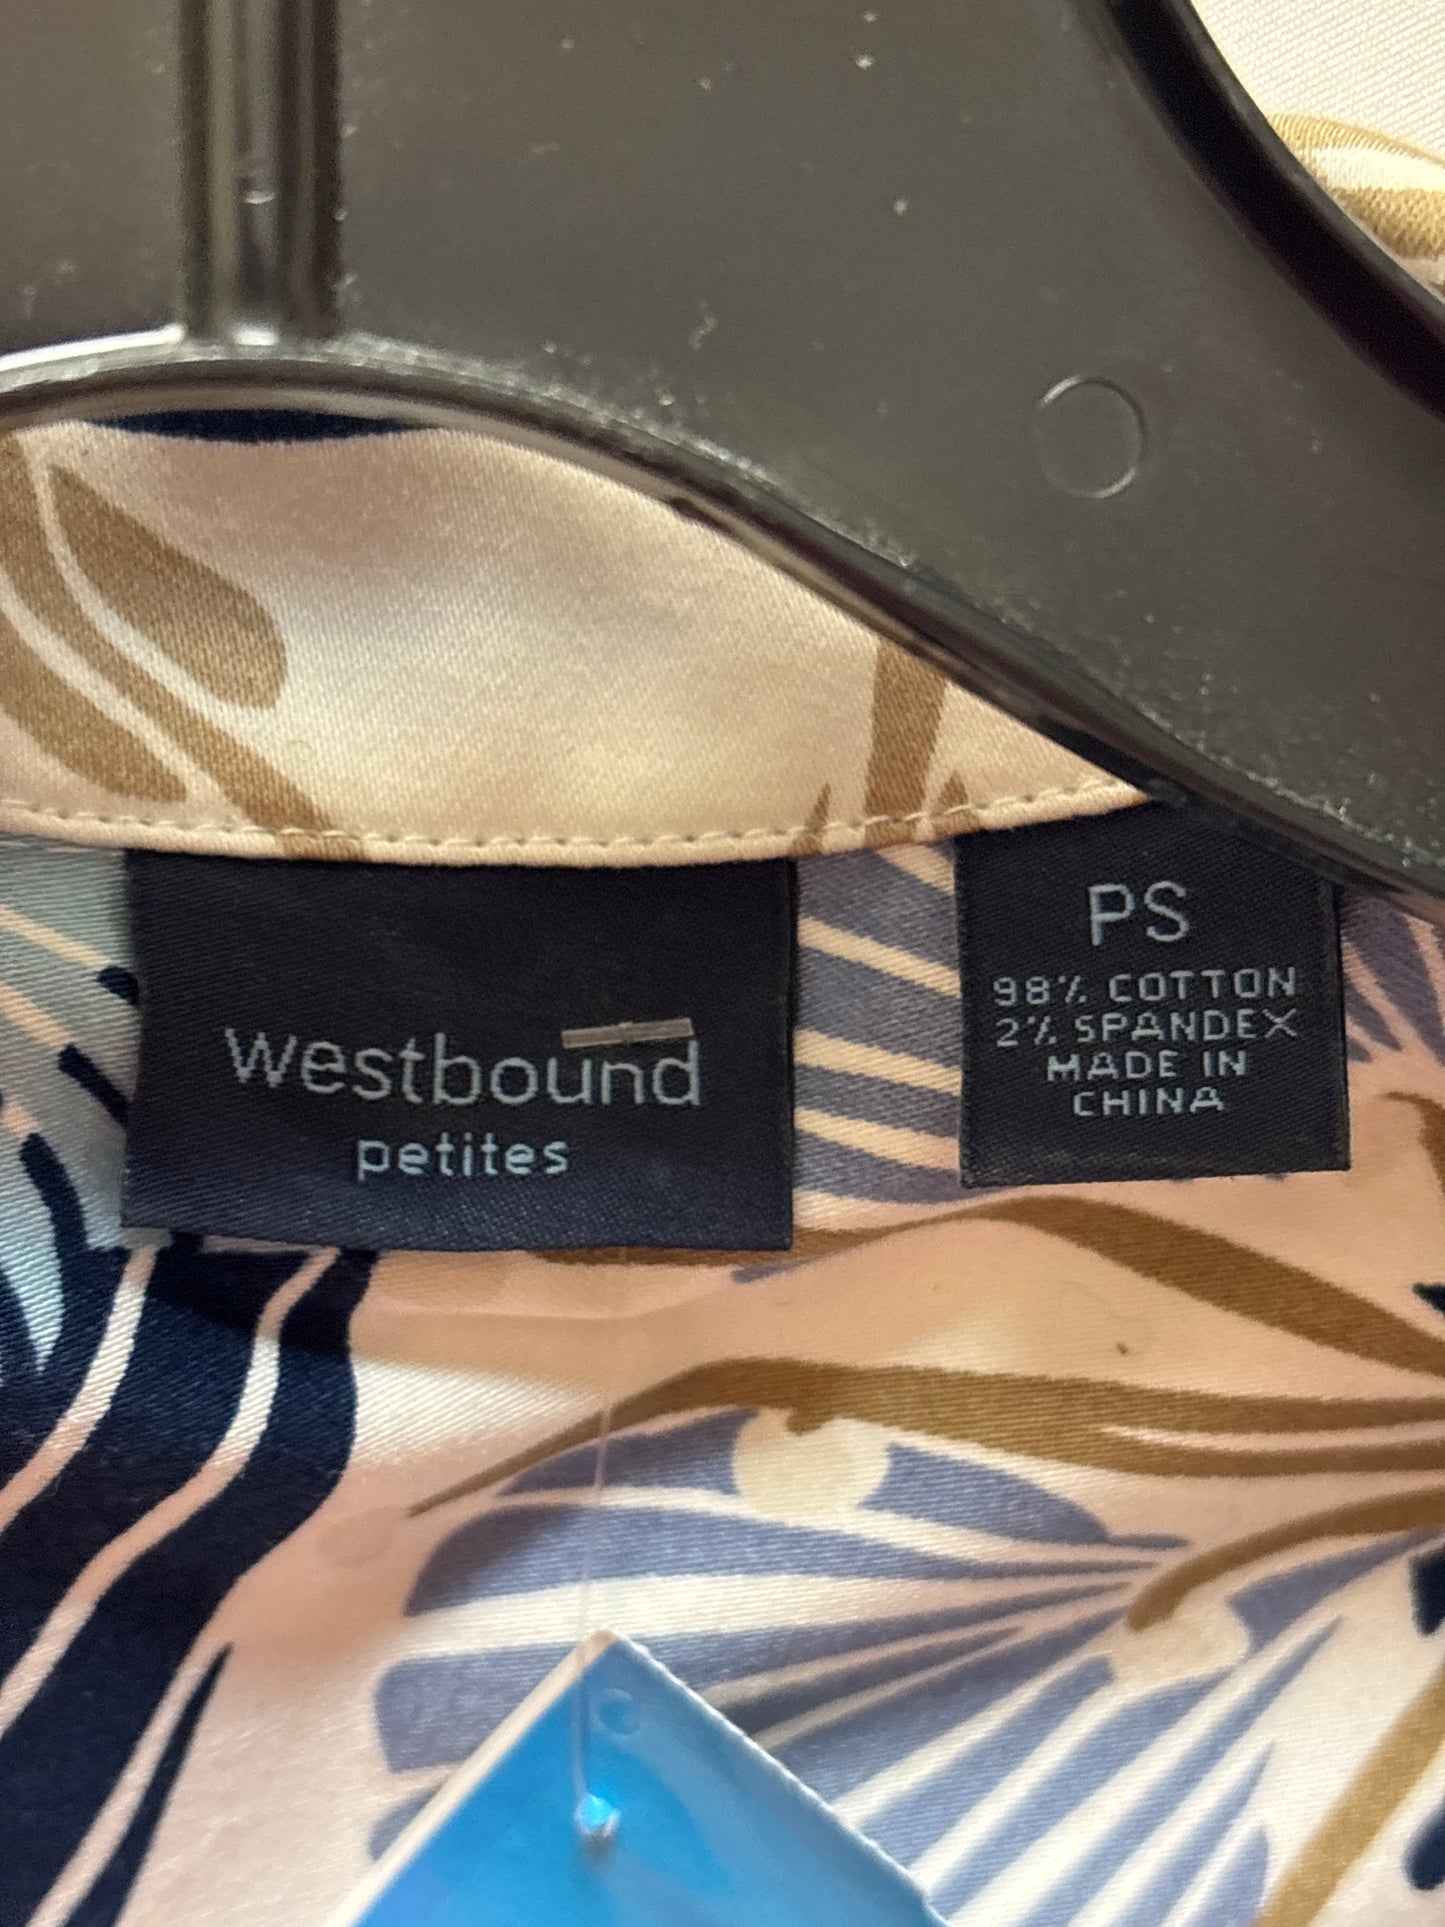 Westbound
petites
PS
98% COTTON
2% SPANDEX
MADE IN
CHINA